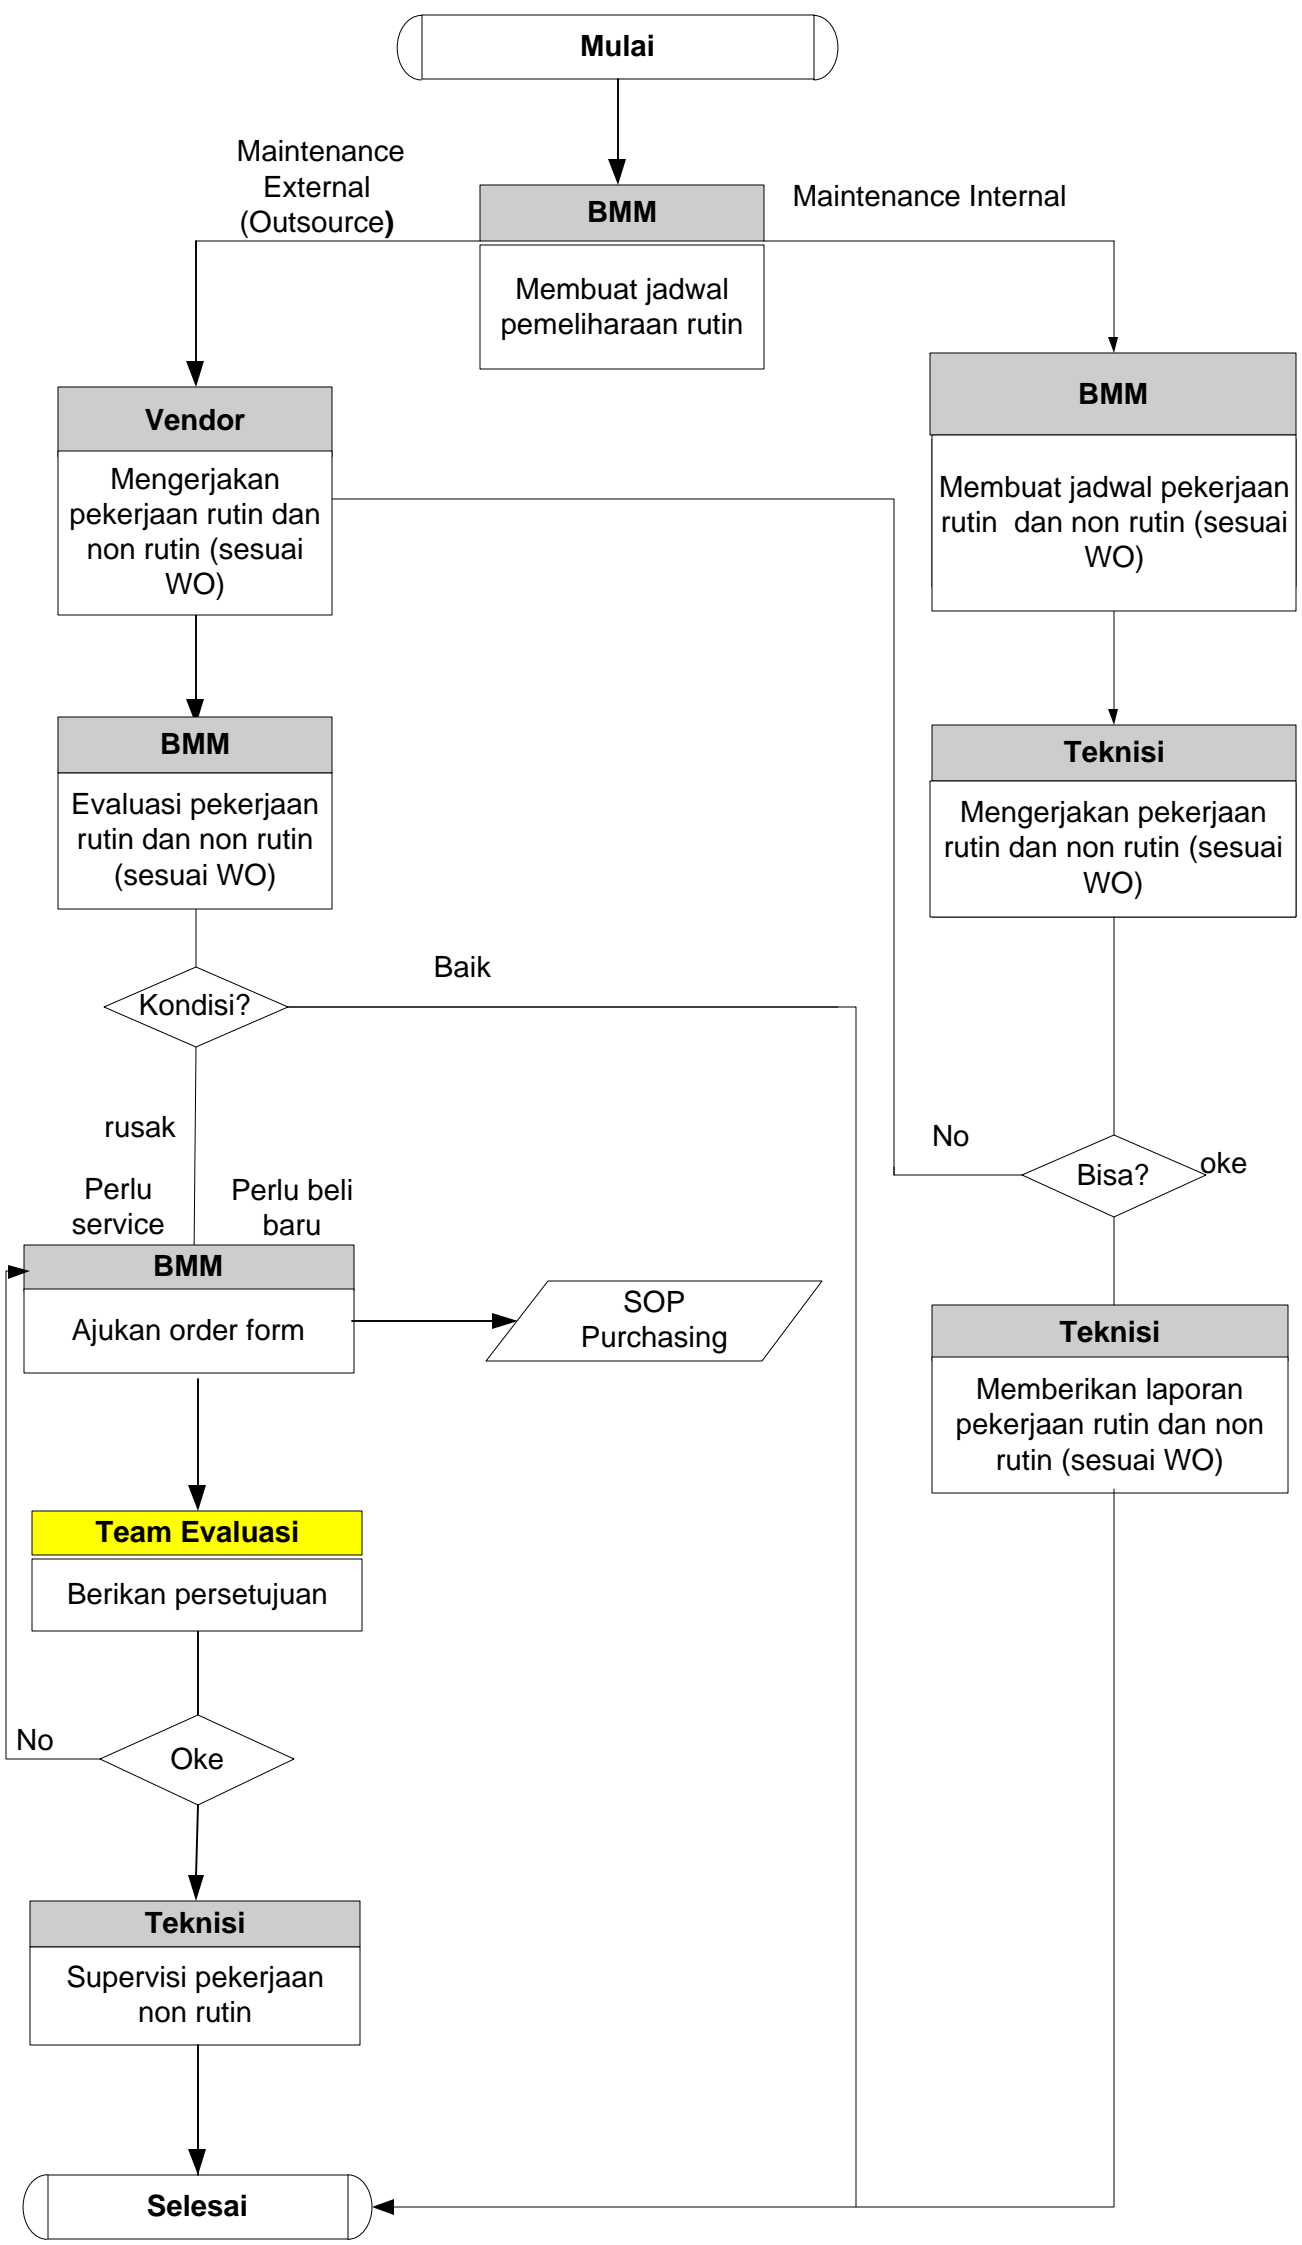 Mulai
Maintenance
External
(Outsource)
BMM
Maintenance Internal
Membuat jadwal
pemeliharaan rutin
Vendor
Mengerjakan
pekerjaan rutin dan
non rutin (sesuai
WO)
BMM
Membuat jadwal pekerjaan
rutin  dan non rutin (sesuai
WO)
BMM
Evaluasi pekerjaan
rutin dan non rutin
(sesuai WO)
Teknisi
Mengerjakan pekerjaan
rutin dan non rutin (sesuai
WO)
Baik
Kondisi?
rusak
No
Bisa?
oke
Perlu
service
Perlu beli
baru
BMM
Ajukan order form
SOP
Purchasing
Teknisi
Memberikan laporan
pekerjaan rutin dan non
rutin (sesuai WO)
Team Evaluasi
Berikan persetujuan
No
Oke
Teknisi
Supervisi pekerjaan
non rutin
Selesai